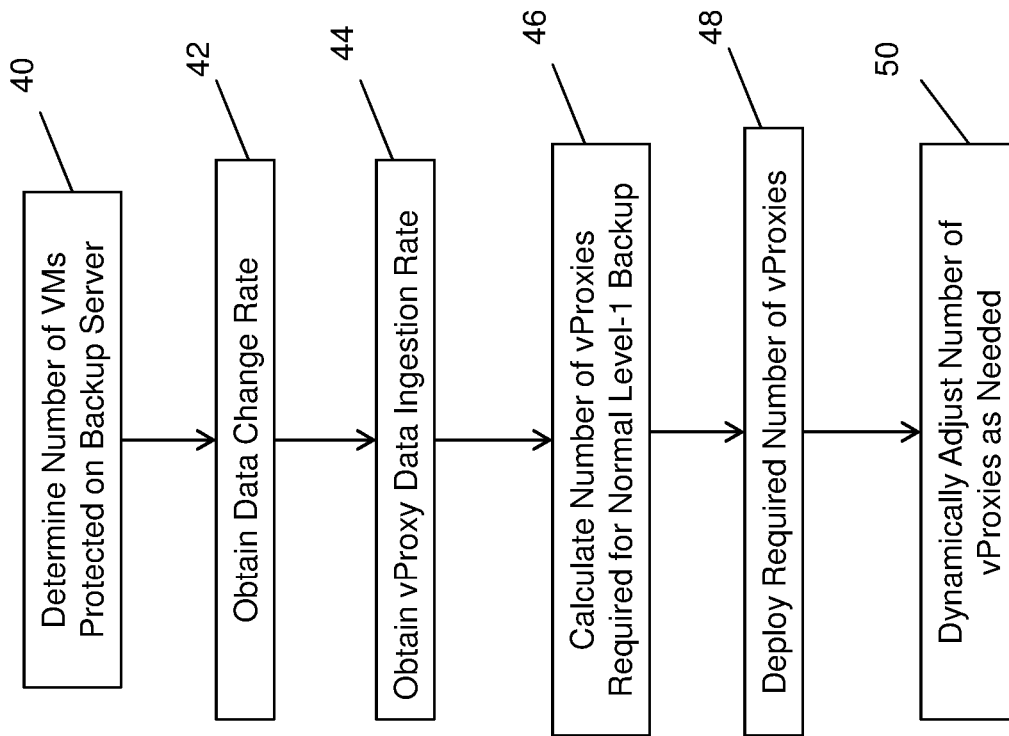 40
Determine Number of VMs
Protected on Backup Server
42
Obtain Data Change Rate
44
Obtain vProxy Data Ingestion Rate
46
Calculate Number of vProxies
Required for Normal Level-1 Backup
48
Deploy Required Number of vProxies
50
Dynamically Adjust Number of
vProxies as Needed